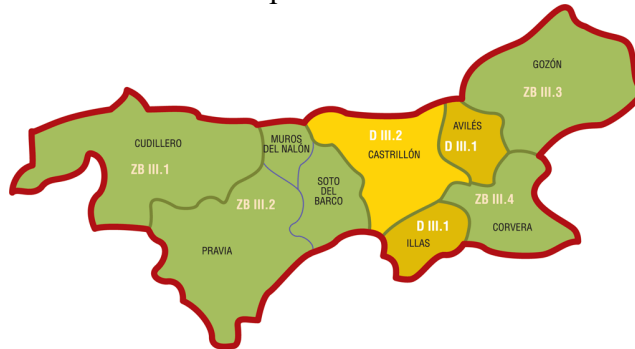 GOZÓN
ZB III.3
D III.2
CASTRILLÓN
AVILÉS
D III.1
MUROS
DEL NALÓN
CUDILLERO
ZB III.1
SOTO
DEL
BARCO
ZB III.2
ZB III.4
CORVERA
D III.1
ILLAS
PRAVIA